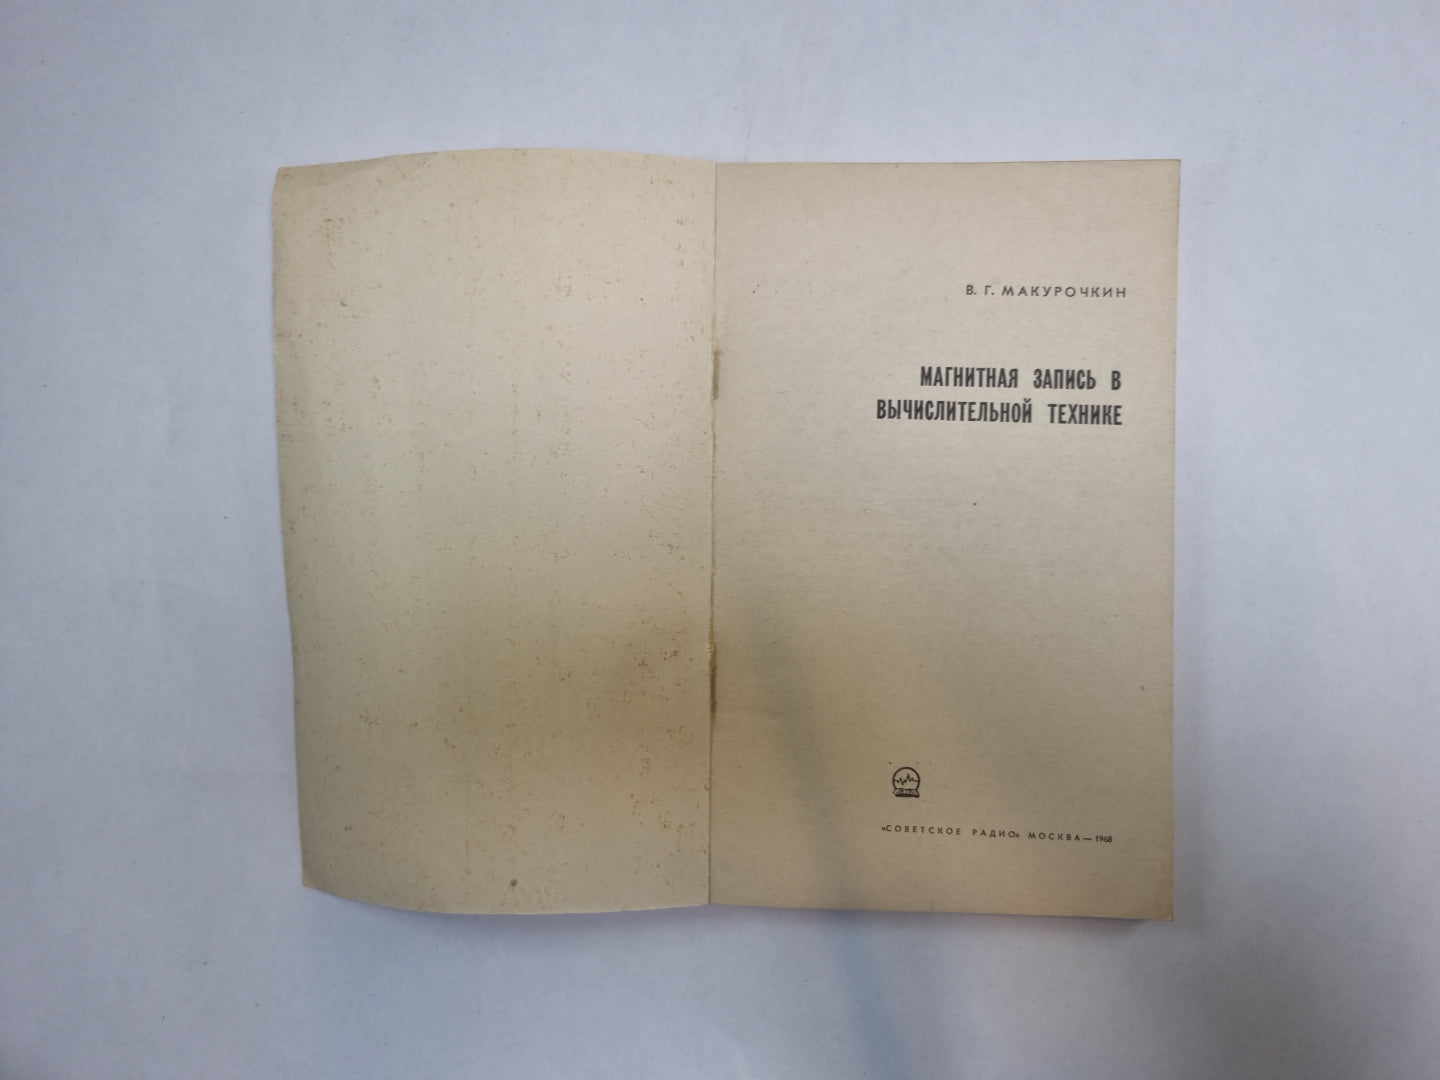 В. Г. МАКУРОЧКИН
МАГНИТНАЯ ЗАПИСЬ В
ВЫЧИСЛИТЕЛЬНОЙ ТЕХНИКЕ
«СОВЕТСКОЕ РАДИО» МОСКВА—1968